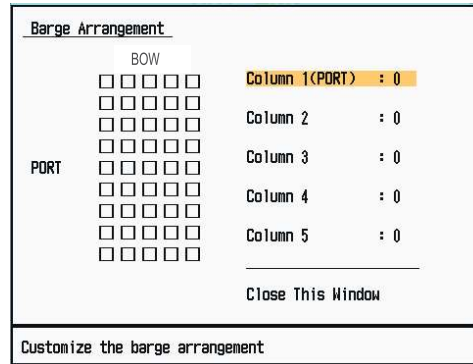 Barge Arrangement
BOW
PORT
Column 1(PORT) : 0
Column 2 : 0
Column 3 : 0
Column 4 : 0
Column 5 : 0
Close This Window
Customize the barge arrangement